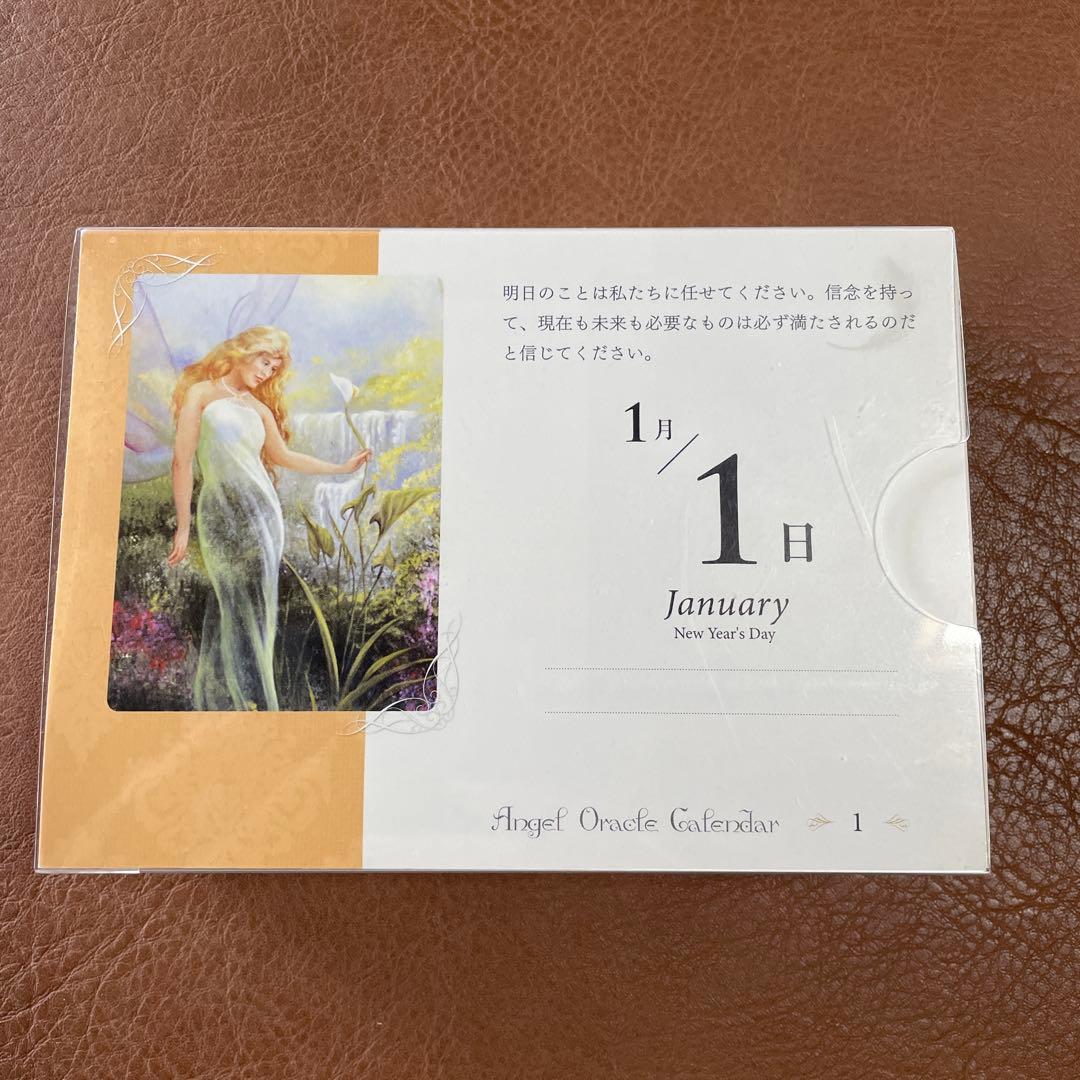 明日のことは私たちに任せてください。信念を持っ
て、現在も未来も必要なものは必ず満たされるのだ
と信じてください。
1月/1日
January
New Year's Day
Angel Oracle Calendar 1